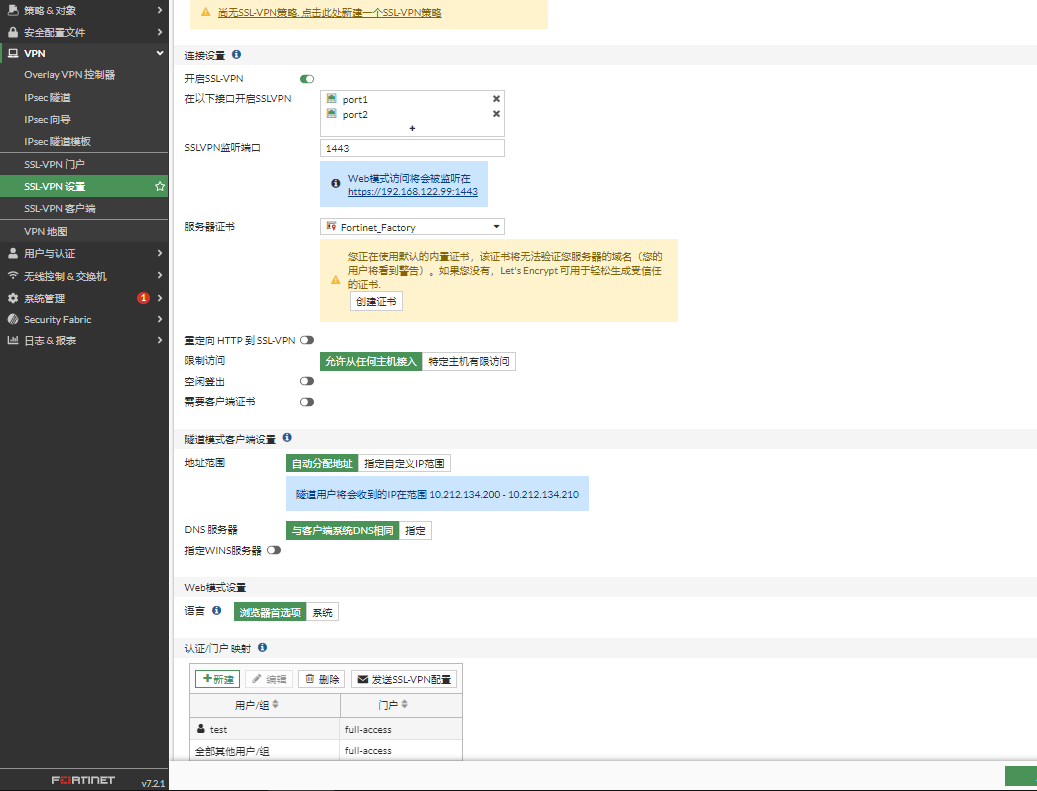 策略 & 对象
安全配置文件
VPN
Overlay VPN 控制器
IPsec 隧道
IPsec 向导
IPsec 隧道模板
SSL-VPN 门户
SSL-VPN 设置
SSL-VPN 客户端
VPN 地图
用户与认证
无线控制 & 交换机
系统管理 1
Security Fabric
日志 & 报表
FORTINET v7.2.1
尚无SSL-VPN策略. 点击此处新建一个SSL-VPN策略
连接设置
开启SSL-VPN
在以下接口开启SSLVPN
port1
port2
+
SSLVPN监听端口 1443
Web模式访问将会被监听在
https://192.168.122.99:1443
服务器证书 Fortinet_Factory
您正在使用默认的内置证书，该证书将无法验证您服务器的域名（您的
用户将看到警告）。如果您没有，Let's Encrypt 可用于轻松生成受信任
的证书.
创建证书
重定向 HTTP 到 SSL-VPN
限制访问 允许从任何主机接入 特定主机有限访问
空闲登出
需要客户端证书
隧道模式客户端设置
地址范围 自动分配地址 指定自定义IP范围
隧道用户将会收到的IP在范围 10.212.134.200 - 10.212.134.210
DNS 服务器 与客户端系统DNS相同 指定
指定WINS服务器
Web模式设置
语言 浏览器首选项 系统
认证/门户 映射
新建 编辑 删除 发送SSL-VPN配置
用户/组 门户
test full-access
全部其他用户/组 full-access